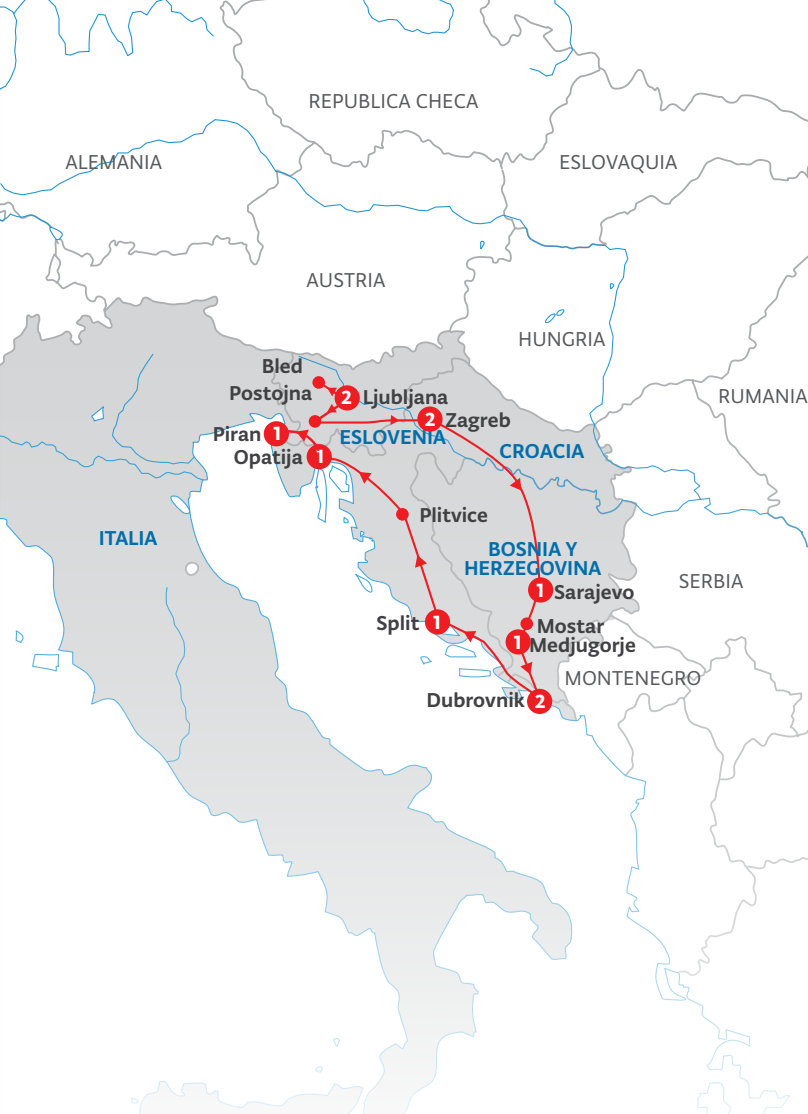 REPUBLICA CHECA
ALEMANIA
ESLOVAQUIA
AUSTRIA
HUNGRIA
Bled
RUMANIA
Postojna
2 Ljubljana
Piran 1
2 Zagreb
ESLOVENIA
Opatija 1
CROACIA
Plitvice
ITALIA
BOSNIA Y
HERZEGOVINA
SERBIA
1 Sarajevo
Split 1
Mostar
1 Medjugorje
MONTENEGRO
Dubrovnik 2